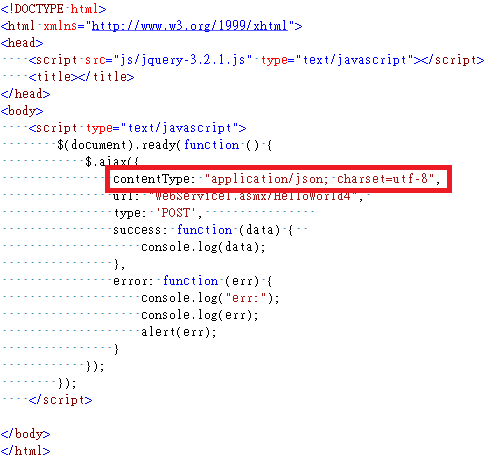 <!DOCTYPE html>
<html xmlns="http://www.w3.org/1999/xhtml">
<head>
    <script src="js/jquery-3.2.1.js" type="text/javascript"></script>
    <title></title>
</head>
<body>
    <script type="text/javascript">
        $(document).ready(function () {
            $.ajax({
                contentType: "application/json; charset=utf-8",
                url: "WebService1.asmx/HelloWorld4",
                type: 'POST',
                success: function (data) {
                    console.log(data);
                },
                error: function (err) {
                    console.log("err:");
                    console.log(err);
                    alert(err);
                }
            });
        });
    </script>

</body>
</html>